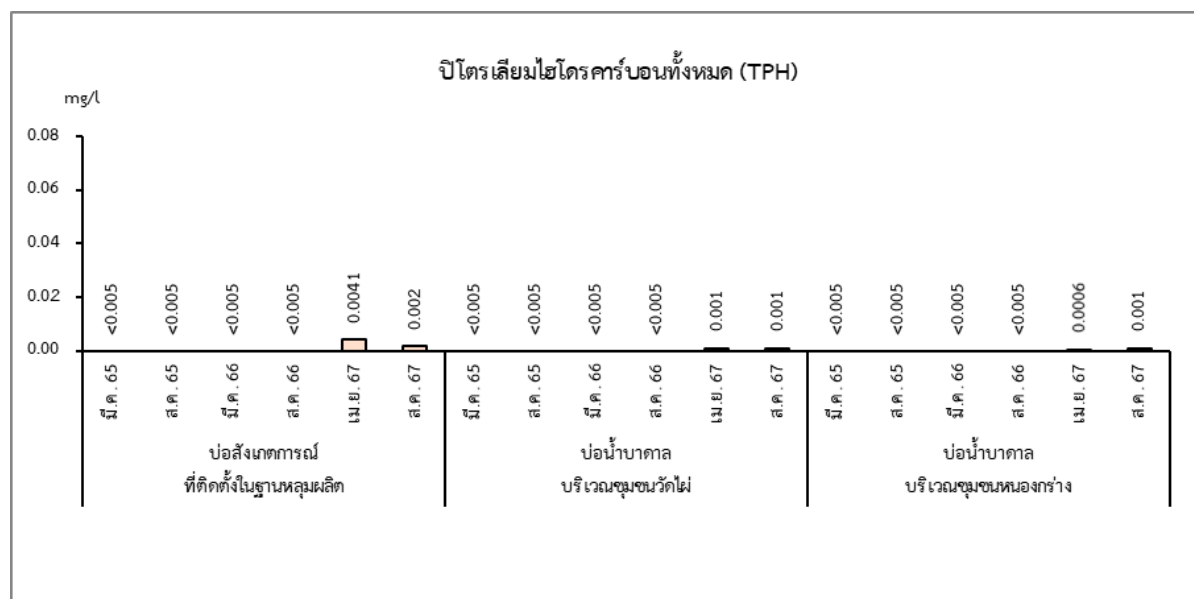 ปิโตรเลียมไฮโดรคาร์บอนทั้งหมด (TPH)
mg/l
0.08
0.06
0.04
0.02
0.00
<0.005 <0.005 <0.005 <0.005 0.0041 0.002 <0.005 <0.005 <0.005 <0.005 0.001 0.001 <0.005 <0.005 <0.005 <0.005 0.0006 0.001
มี.ค. 65 ส.ค. 65 มี.ค. 66 ส.ค. 66 เม.ย. 67 ส.ค. 67 มี.ค. 65 ส.ค. 65 มี.ค. 66 ส.ค. 66 เม.ย. 67 ส.ค. 67 มี.ค. 65 ส.ค. 65 มี.ค. 66 ส.ค. 66 เม.ย. 67 ส.ค. 67
บ่อสังเกตการณ์
ที่ติดตั้งในฐานหลุมผลิต
บ่อน้ำบาดาล
บริเวณชุมชนวัดไผ่
บ่อน้ำบาดาล
บริเวณชุมชนหนองกร่าง